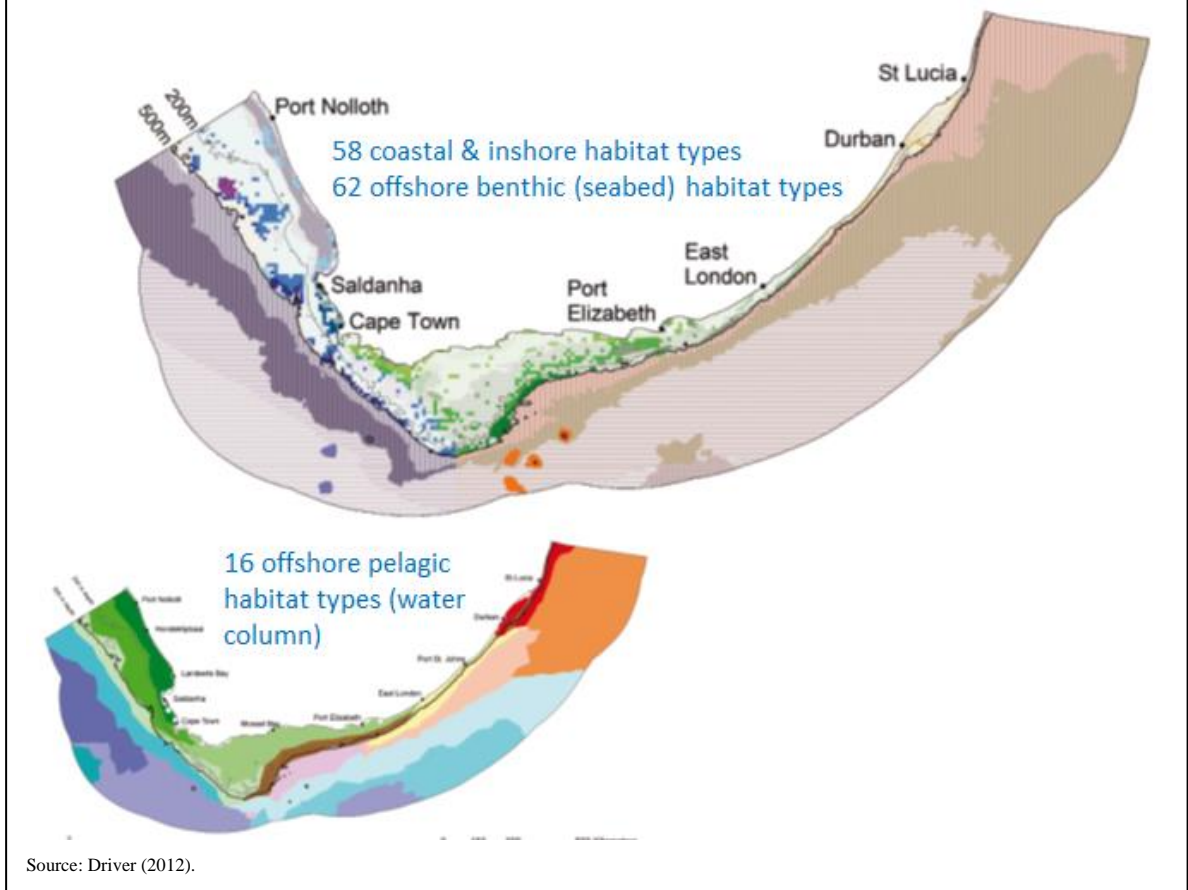 St Lucia
Port Nolloth
200m
500m
58 coastal & inshore habitat types
62 offshore benthic (seabed) habitat types
Durban
East
London
Saldanha
Port
Elizabeth
Cape Town
16 offshore pelagic
habitat types (water
column)
St Lucia
Port Nolloth
Durban
Port St. Johns
Lamberts Bay
Saldanha
East London
Cape Town
Mossel Bay
Port Elizabeth
Source: Driver (2012).